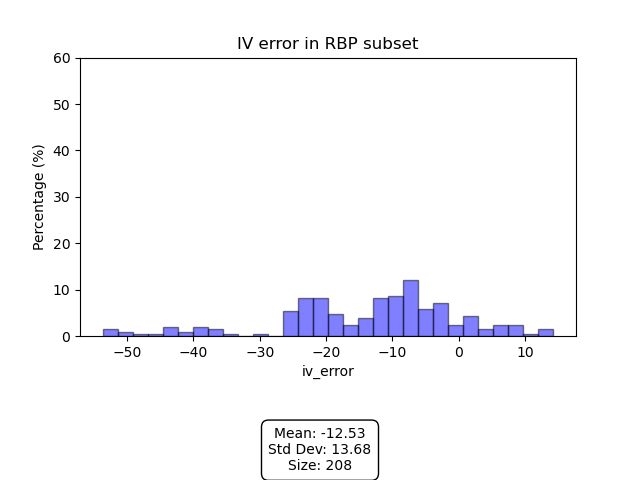 IV error in RBP subset
60
50
40
30
20
10
0
Percentage (%)
−50 −40 −30 −20 −10 0 10
iv_error
Mean: -12.53
Std Dev: 13.68
Size: 208